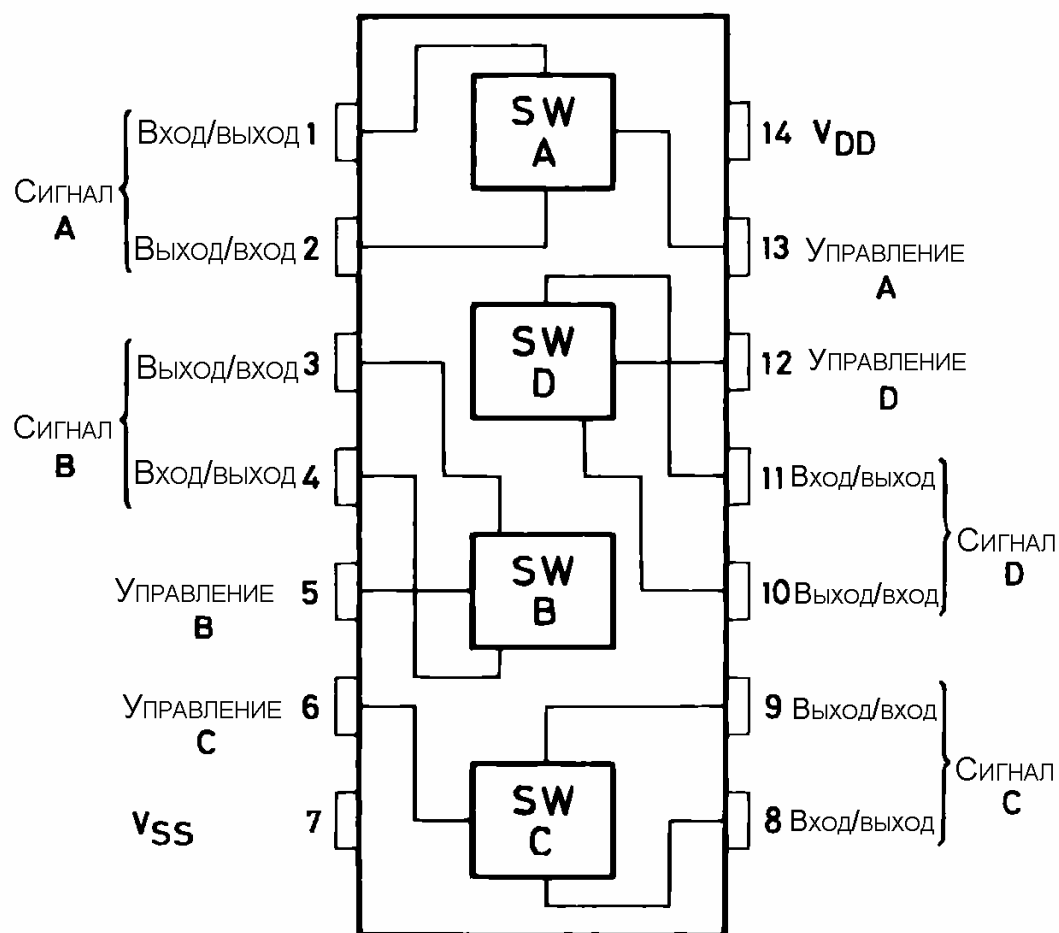 Вход/выход 1
Сигнал
A
Выход/вход 2
Выход/вход 3
Сигнал
B
Вход/выход 4
Управление 5
B
Управление 6
C
VSS 7
SW
A
SW
D
SW
B
SW
C
14 VDD
13 Управление
A
12 Управление
D
11 Вход/выход
Сигнал
D
10 Выход/вход
9 Выход/вход
Сигнал
C
8 Вход/выход